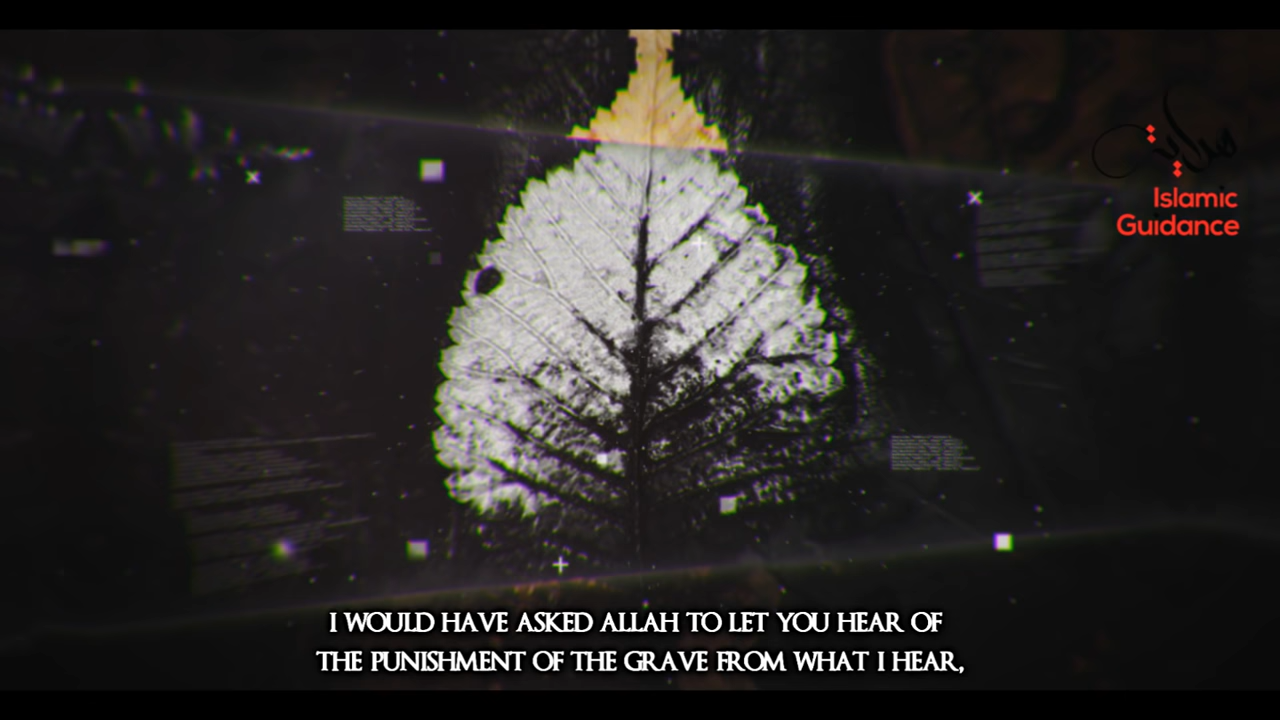 هداية
Islamic
Guidance
I WOULD HAVE ASKED ALLAH TO LET YOU HEAR OF
THE PUNISHMENT OF THE GRAVE FROM WHAT I HEAR,